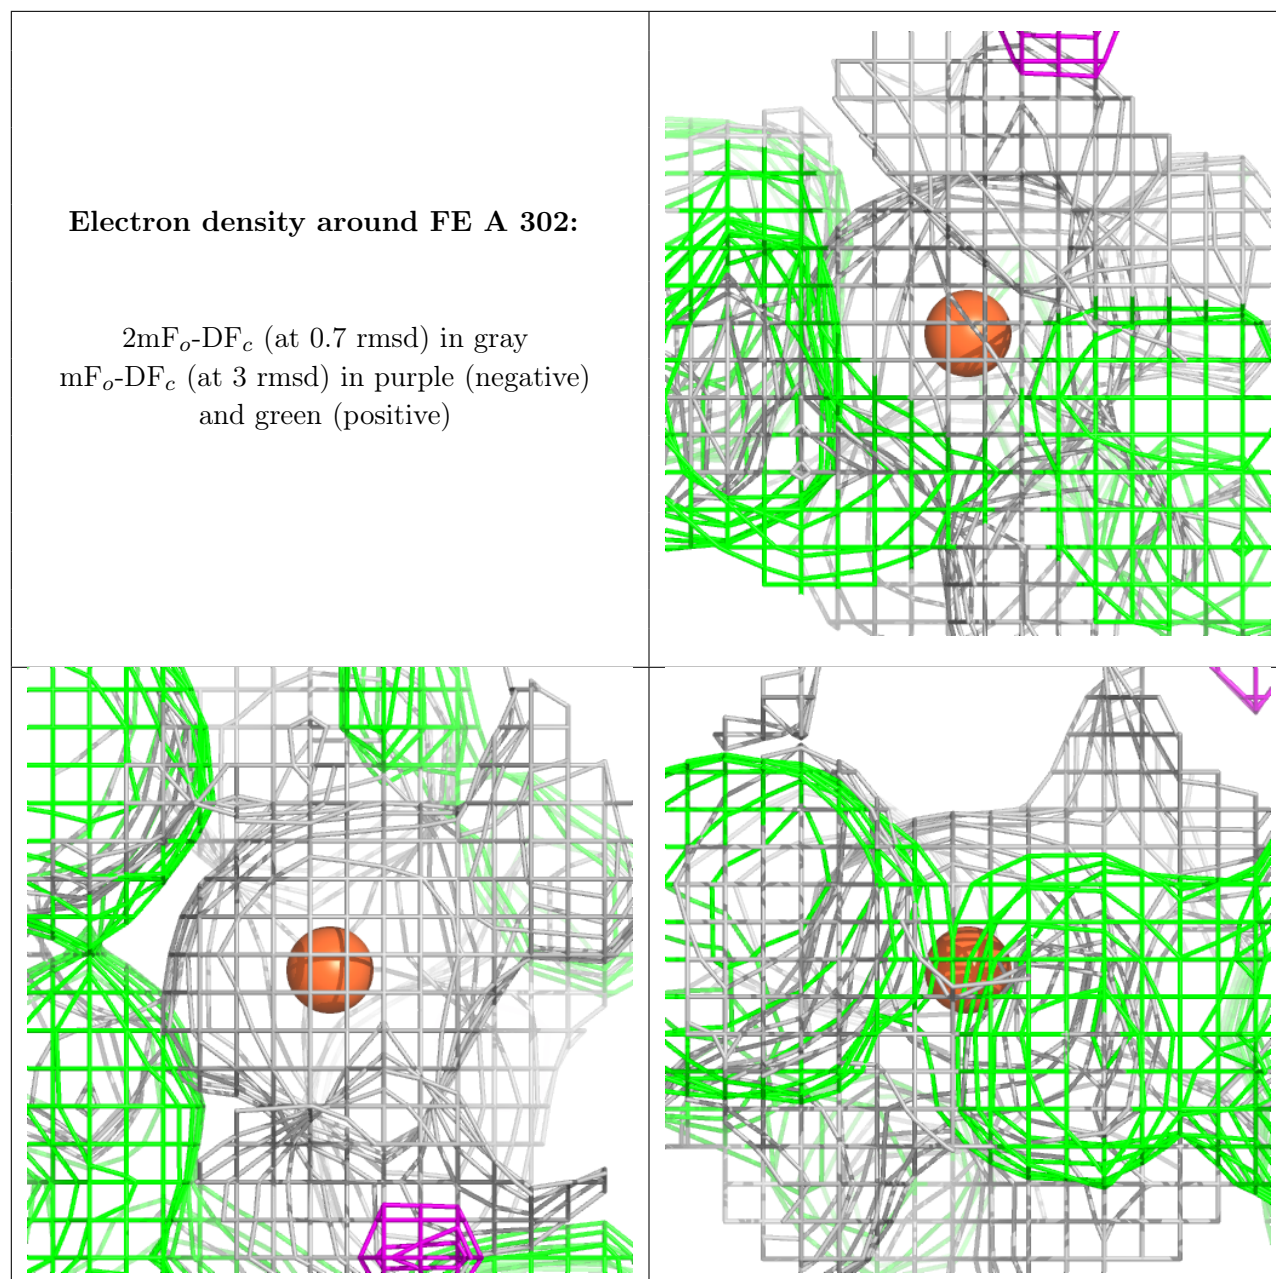 Electron density around FE A 302:
2mFₒ-DF𝒸 (at 0.7 rmsd) in gray
mFₒ-DF𝒸 (at 3 rmsd) in purple (negative)
and green (positive)